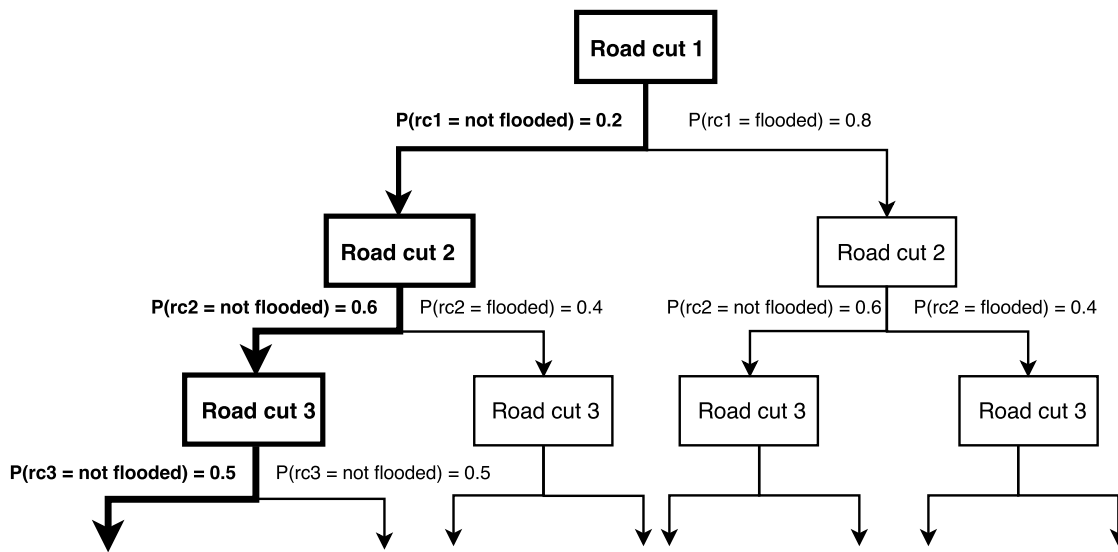 Road cut 1
P(rc1 = not flooded) = 0.2
P(rc1 = flooded) = 0.8
Road cut 2
Road cut 2
P(rc2 = not flooded) = 0.6
P(rc2 = flooded) = 0.4
P(rc2 = not flooded) = 0.6
P(rc2 = flooded) = 0.4
Road cut 3
Road cut 3
Road cut 3
Road cut 3
P(rc3 = not flooded) = 0.5
P(rc3 = not flooded) = 0.5